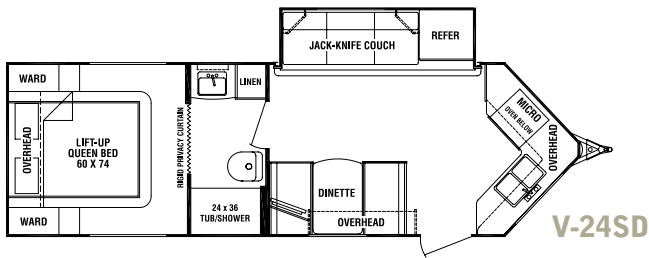 JACK-KNIFE COUCH
REFER
WARD
LINEN
OVERHEAD
LIFT-UP
QUEEN BED
60 X 74
RIGID PRIVACY CURTAIN
MICRO
OVEN BELOW
OVERHEAD
DINETTE
24 x 36
TUB/SHOWER
OVERHEAD
WARD
V-24SD